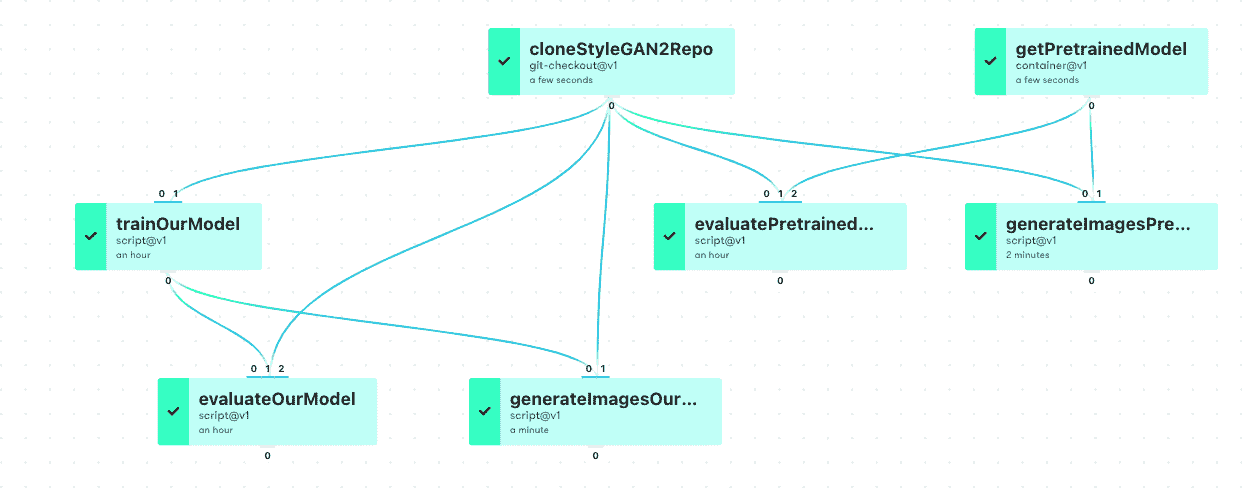 cloneStyleGAN2Repo
git-checkout@v1
a few seconds
0
getPretrainedModel
container@v1
a few seconds
0
0 1
trainOurModel
script@v1
an hour
0
0 1 2
evaluatePretrained...
script@v1
an hour
0
0 1
generateImagesPre...
script@v1
2 minutes
0
0 1 2
evaluateOurModel
script@v1
an hour
0
0 1
generateImagesOur...
script@v1
a minute
0